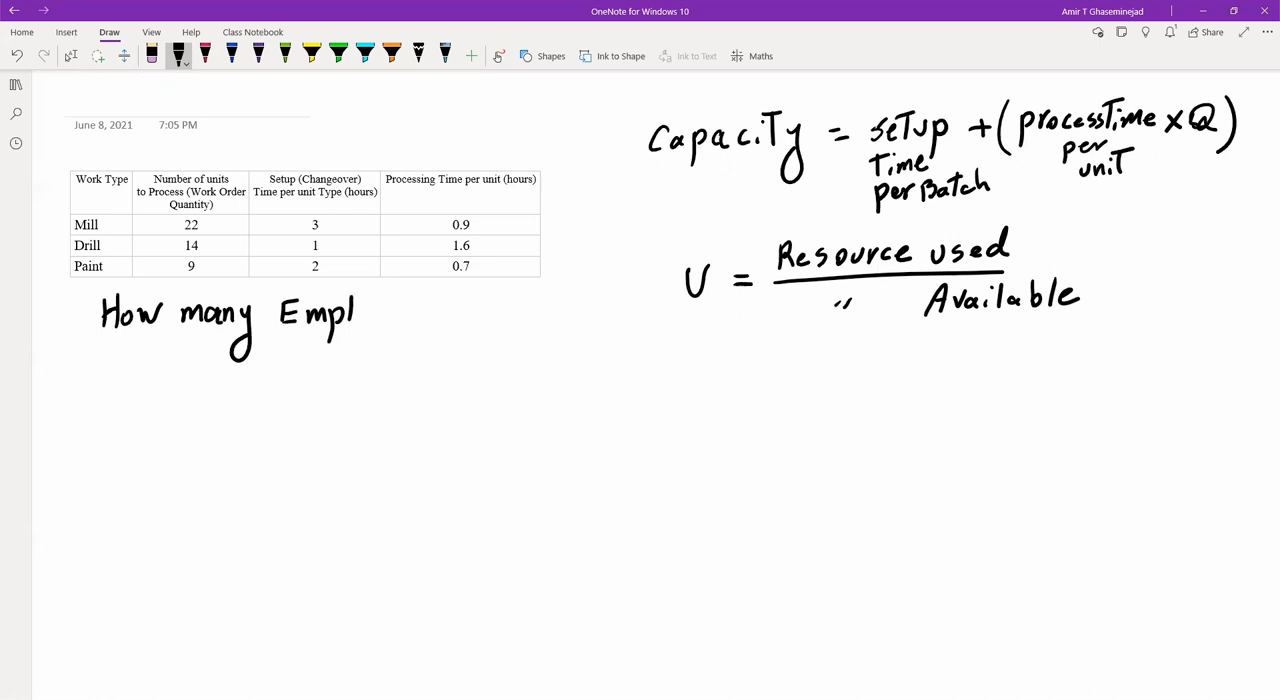 OneNote for Windows 10
Amir T Ghaseminejad
Home Insert Draw View Help Class Notebook
Share
Shapes Ink to Shape Ink to Text Maths
June 8, 2021 7:05 PM
Work Type Number of units to Process (Work Order Quantity) Setup (Changeover) Time per unit Type (hours) Processing Time per unit (hours)
Mill 22 3 0.9
Drill 14 1 1.6
Paint 9 2 0.7
How many Empl
Capacity = setup + (process Time x Q)
Time per unit
per Batch
U = Resource used
" Available